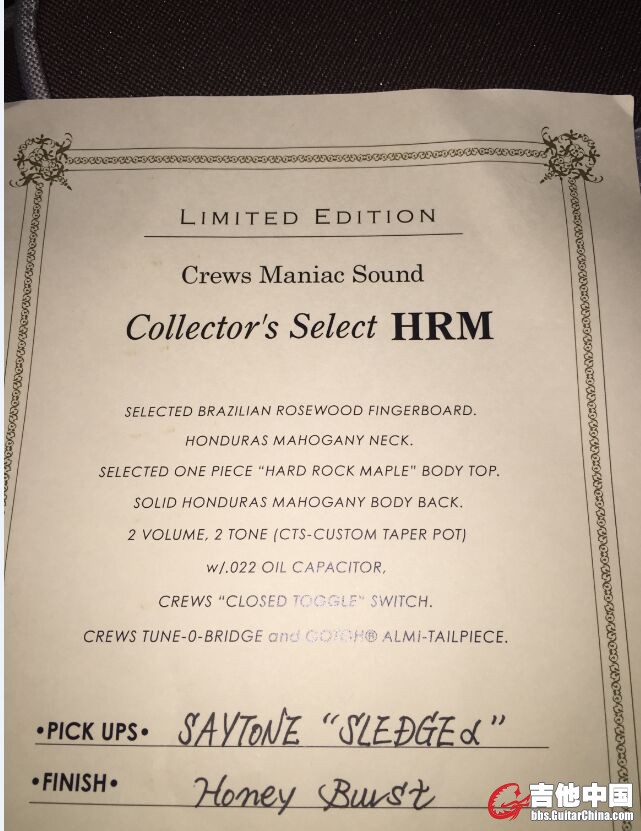 LIMITED EDITION
Crews Maniac Sound
Collector's Select HRM
SELECTED BRAZILIAN ROSEWOOD FINGERBOARD.
HONDURAS MAHOGANY NECK.
SELECTED ONE PIECE “HARD ROCK MAPLE” BODY TOP.
SOLID HONDURAS MAHOGANY BODY BACK.
2 VOLUME, 2 TONE (CTS-CUSTOM TAPER POT)
w/.022 OIL CAPACITOR,
CREWS “CLOSED TOGGLE” SWITCH.
CREWS TUNE-O-BRIDGE and GOTOH® ALMI-TAILPIECE.
•PICK UPS• SAYTONE “SLEDGEα”
•FINISH• Honey Burst
吉他中国
bbs.GuitarChina.com